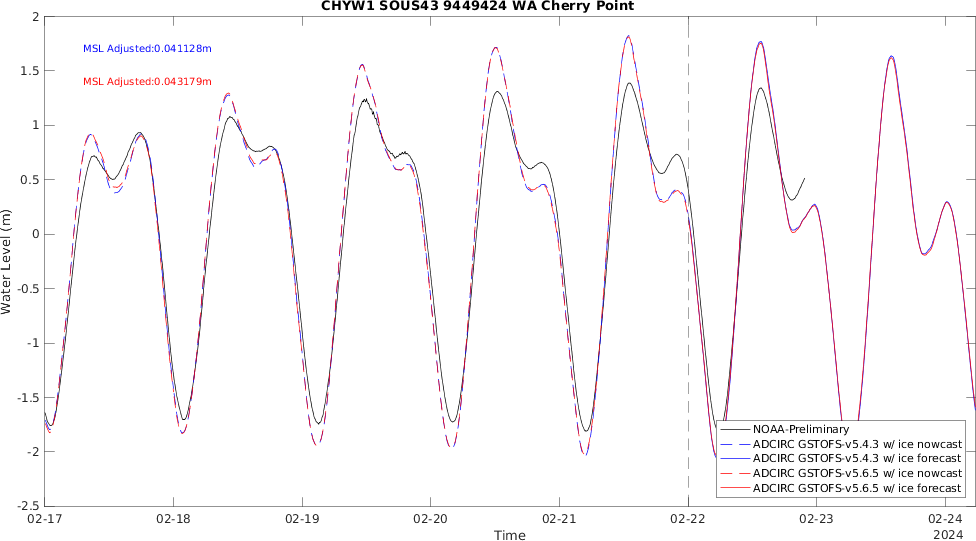 CHYW1 SOUS43 9449424 WA Cherry Point
MSL Adjusted:0.041128m
MSL Adjusted:0.043179m
Water Level (m)
2
1.5
1
0.5
0
-0.5
-1
-1.5
-2
-2.5
NOAA-Preliminary
ADCIRC GSTOFS-v5.4.3 w/ ice nowcast
ADCIRC GSTOFS-v5.4.3 w/ ice forecast
ADCIRC GSTOFS-v5.6.5 w/ ice nowcast
ADCIRC GSTOFS-v5.6.5 w/ ice forecast
02-17 02-18 02-19 02-20 02-21 02-22 02-23 02-24
Time
2024